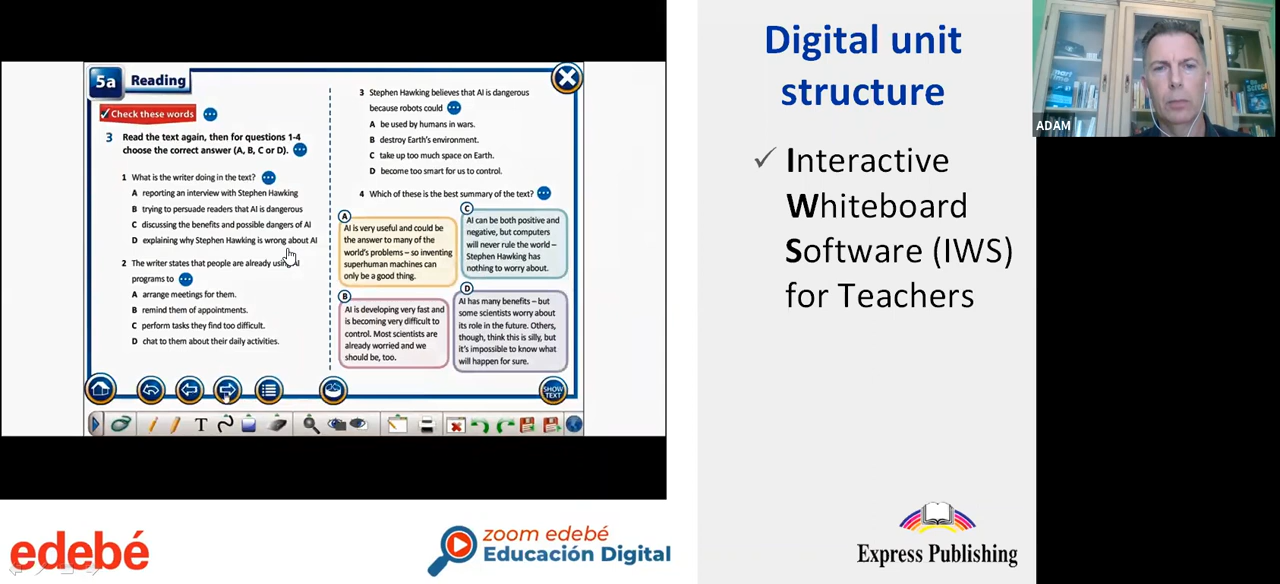 5a Reading
✓Check these words
3 Read the text again, then for questions 1-4
choose the correct answer (A, B, C or D).
1 What is the writer doing in the text?
A reporting an interview with Stephen Hawking
B trying to persuade readers that AI is dangerous
C discussing the benefits and possible dangers of AI
D explaining why Stephen Hawking is wrong about AI
2 The writer states that people are already using AI
programs to
A arrange meetings for them.
B remind them of appointments.
C perform tasks they find too difficult.
D chat to them about their daily activities.
3 Stephen Hawking believes that AI is dangerous
because robots could
A be used by humans in wars.
B destroy Earth's environment.
C take up too much space on Earth.
D become too smart for us to control.
4 Which of these is the best summary of the text?
A
AI is very useful and could
be the answer to many of the
world's problems – so inventing
superhuman machines can
only be a good thing.
C
AI can be both positive and
negative, but computers
will never rule the world –
Stephen Hawking has
nothing to worry about.
B
AI is developing very fast and
is becoming very difficult to
control. Most scientists are
already worried and we
should be, too.
D
AI has many benefits – but
some scientists worry about
its role in the future. Others,
though, think this is silly, but
it's impossible to know what
will happen for sure.
SHOW
TEXT
T
edebé
zoom edebé
Educación Digital
Digital unit
structure
✓ Interactive
Whiteboard
Software (IWS)
for Teachers
Express Publishing
ADAM